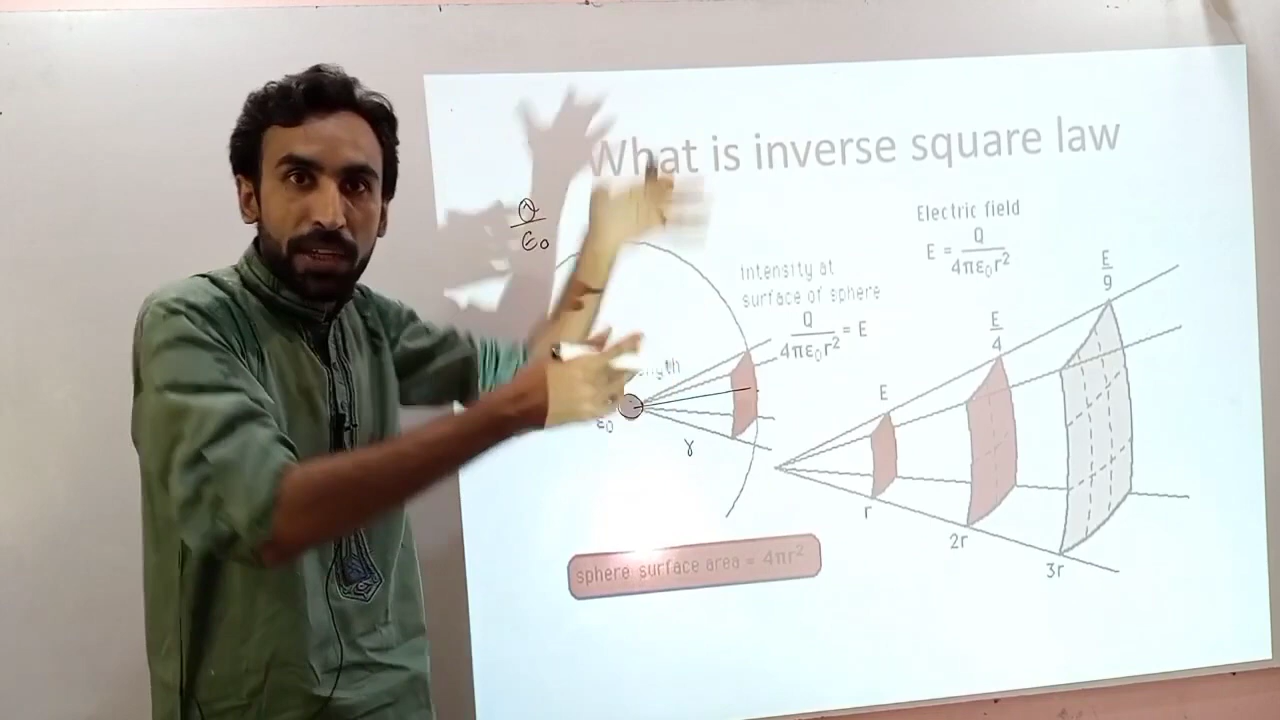 What is inverse square law
Q
ε₀
Electric field
E = Q / 4πε₀r²
Intensity at
surface of sphere
Q / 4πε₀r² = E
ε₀
r
E
E / 4
E / 9
r
2r
3r
sphere surface area = 4πr²